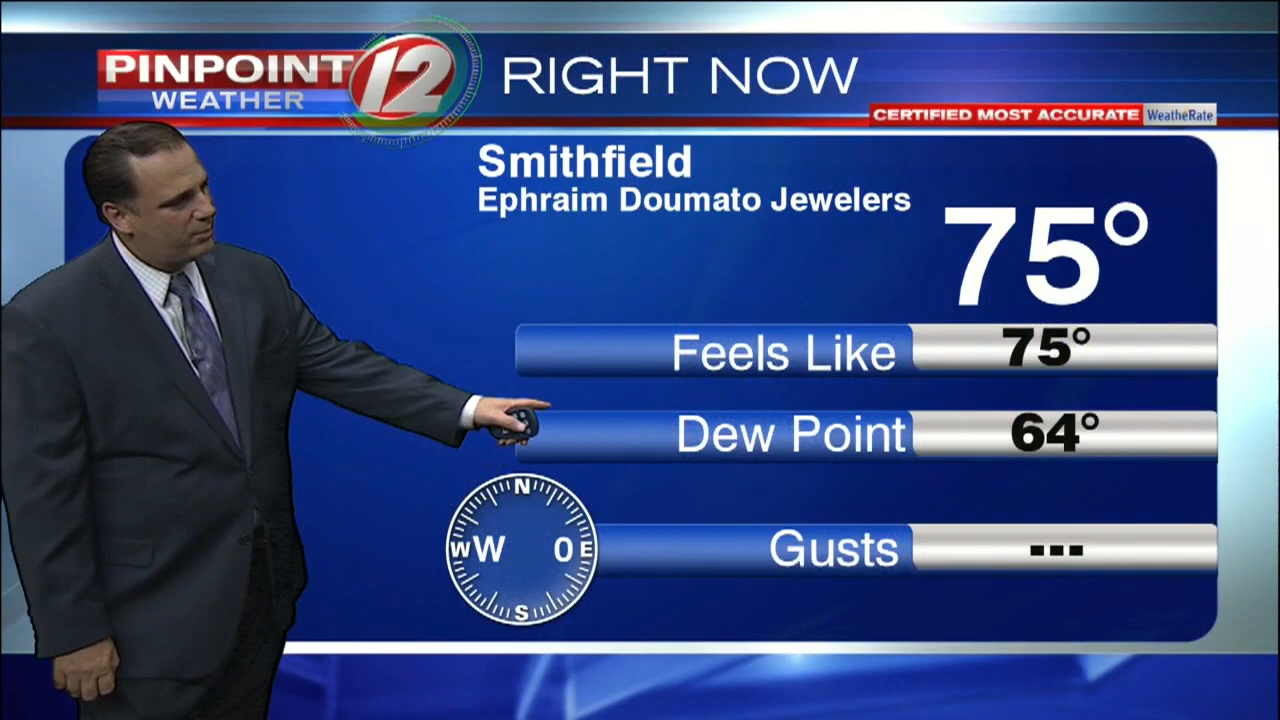 PINPOINT 12
WEATHER
RIGHT NOW
CERTIFIED MOST ACCURATE WeatheRate
Smithfield
Ephraim Doumato Jewelers
75°
Feels Like 75°
Dew Point 64°
N
W W 0 E
S
Gusts ---